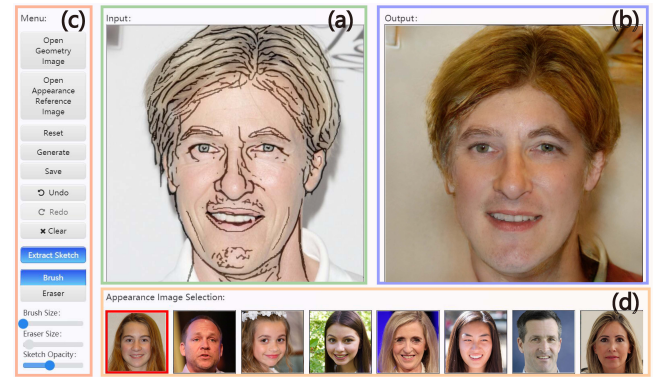 Menu:
(c)
Open
Geometry
Image
Open
Appearance
Reference
Image
Reset
Generate
Save
Undo
Redo
Clear
Extract Sketch
Brush
Eraser
Brush Size:
Eraser Size:
Sketch Opacity:
Input:
(a)
Output:
(b)
Appearance Image Selection:
(d)